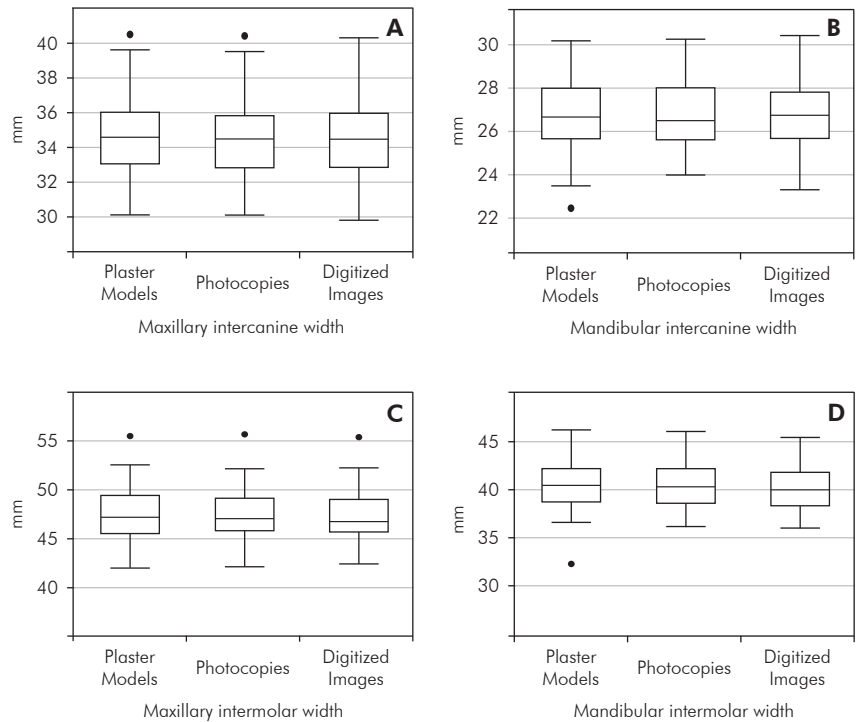 A
40
38
36
34
32
30
mm
Plaster
Models
Photocopies
Digitized
Images
Maxillary intercanine width
B
30
28
26
24
22
mm
Plaster
Models
Photocopies
Digitized
Images
Mandibular intercanine width
C
55
50
45
40
mm
Plaster
Models
Photocopies
Digitized
Images
Maxillary intermolar width
D
45
40
35
30
mm
Plaster
Models
Photocopies
Digitized
Images
Mandibular intermolar width